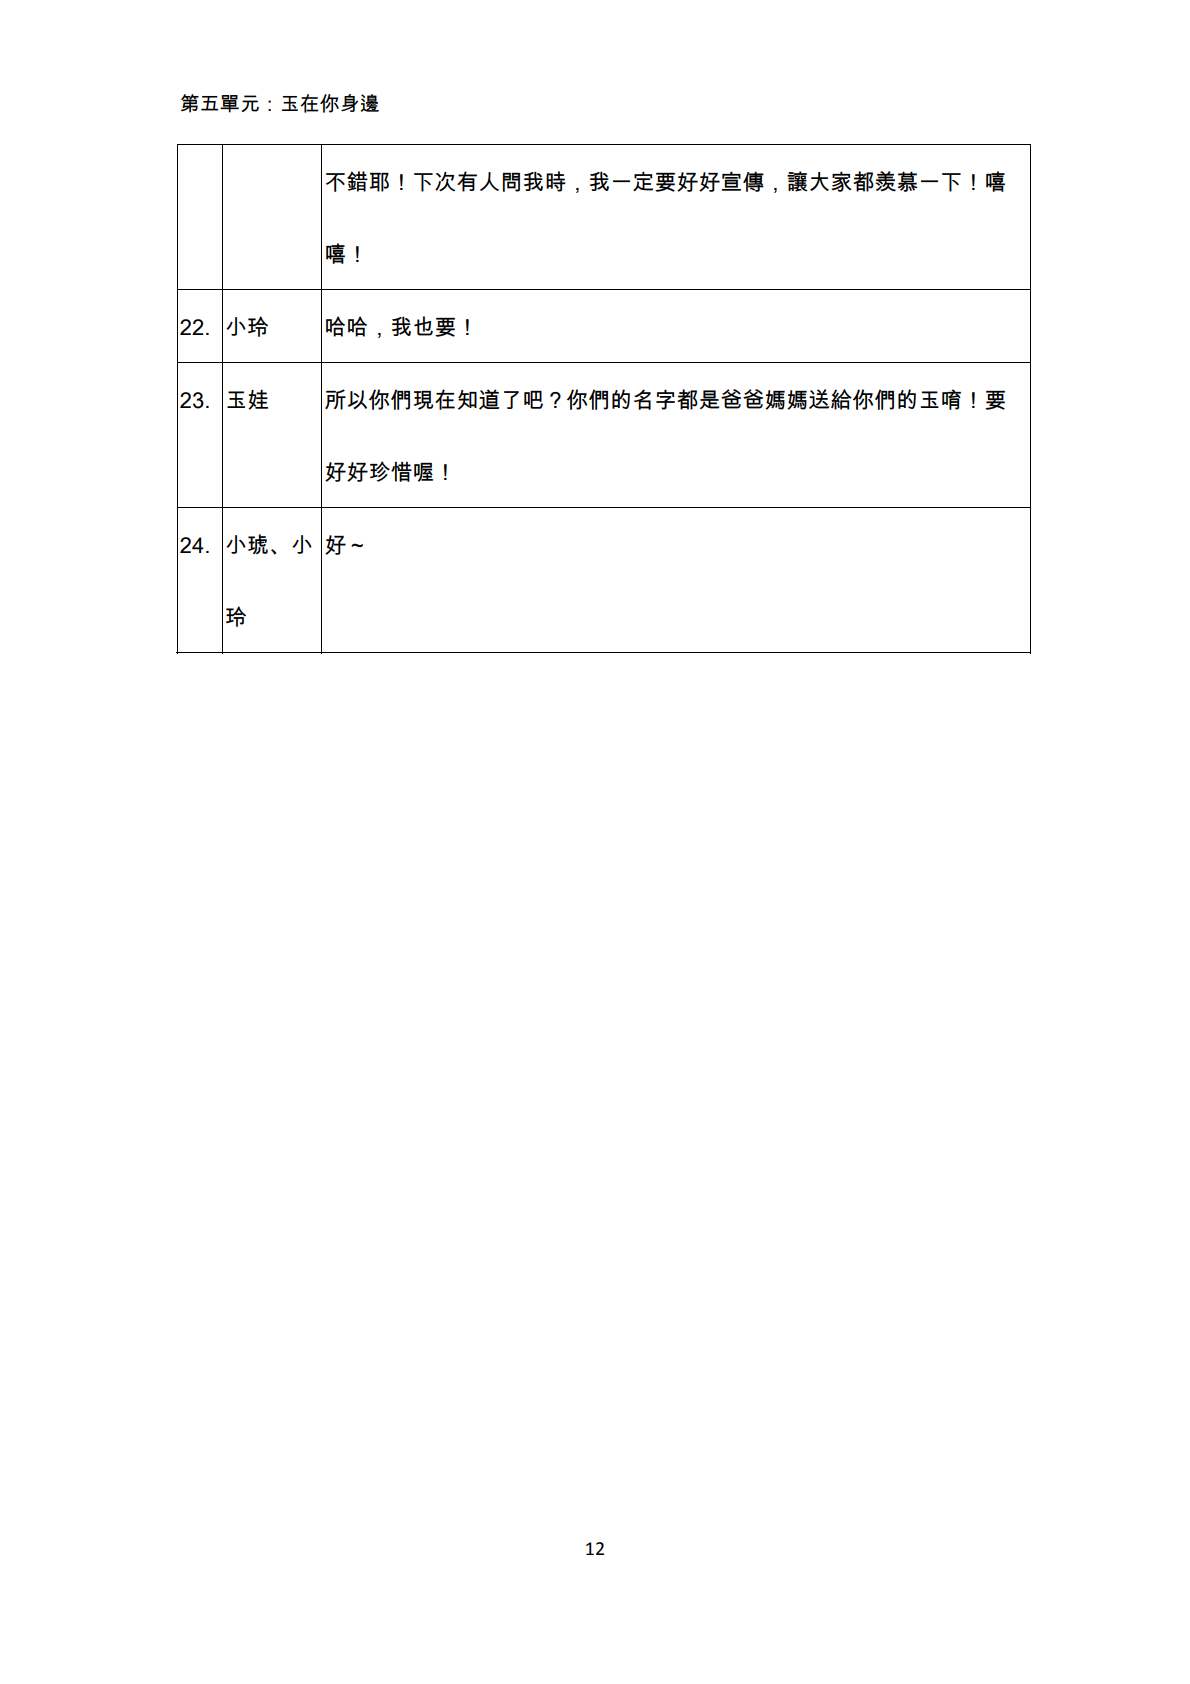 第五單元：玉在你身邊
不錯耶！下次有人問我時，我一定要好好宣傳，讓大家都羨慕一下！嘻
嘻！
22. 小玲 哈哈，我也要！
23. 玉娃 所以你們現在知道了吧？你們的名字都是爸爸媽媽送給你們的玉唷！要
好好珍惜喔！
24. 小琥、小 好～
玲
12